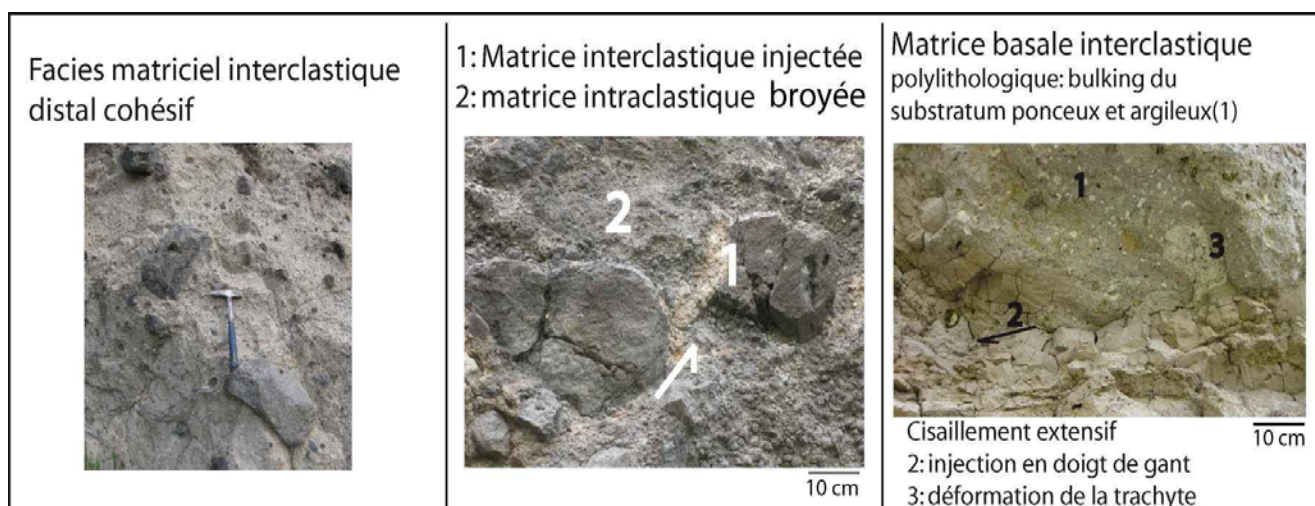 Facies matriciel interclastique
distal cohésif
1: Matrice interclastique injectée
2: matrice intraclastique broyée
2
1
10 cm
Matrice basale interclastique
polylithologique: bulking du
substratum ponceux et argileux(1)
1
3
2
Cisaillement extensif
10 cm
2: injection en doigt de gant
3: déformation de la trachyte